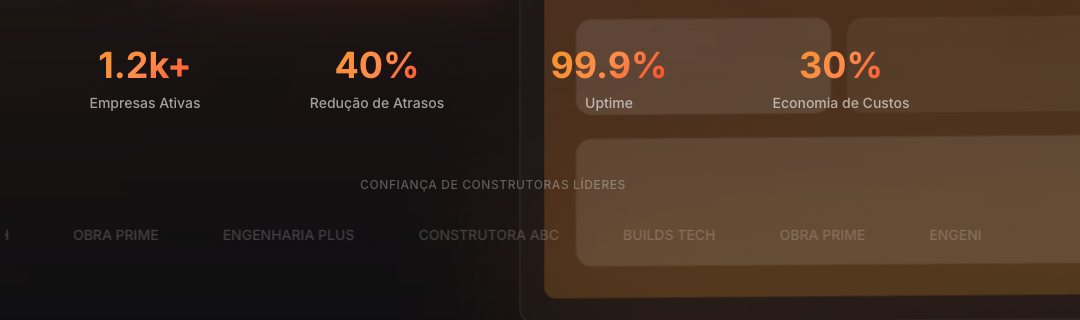 1.2k+ 40% 99.9% 30%
Empresas Ativas Redução de Atrasos Uptime Economia de Custos
CONFIANÇA DE CONSTRUTORAS LÍDERES
OBRA PRIME ENGENHARIA PLUS CONSTRUTORA ABC BUILDS TECH OBRA PRIME ENGENI